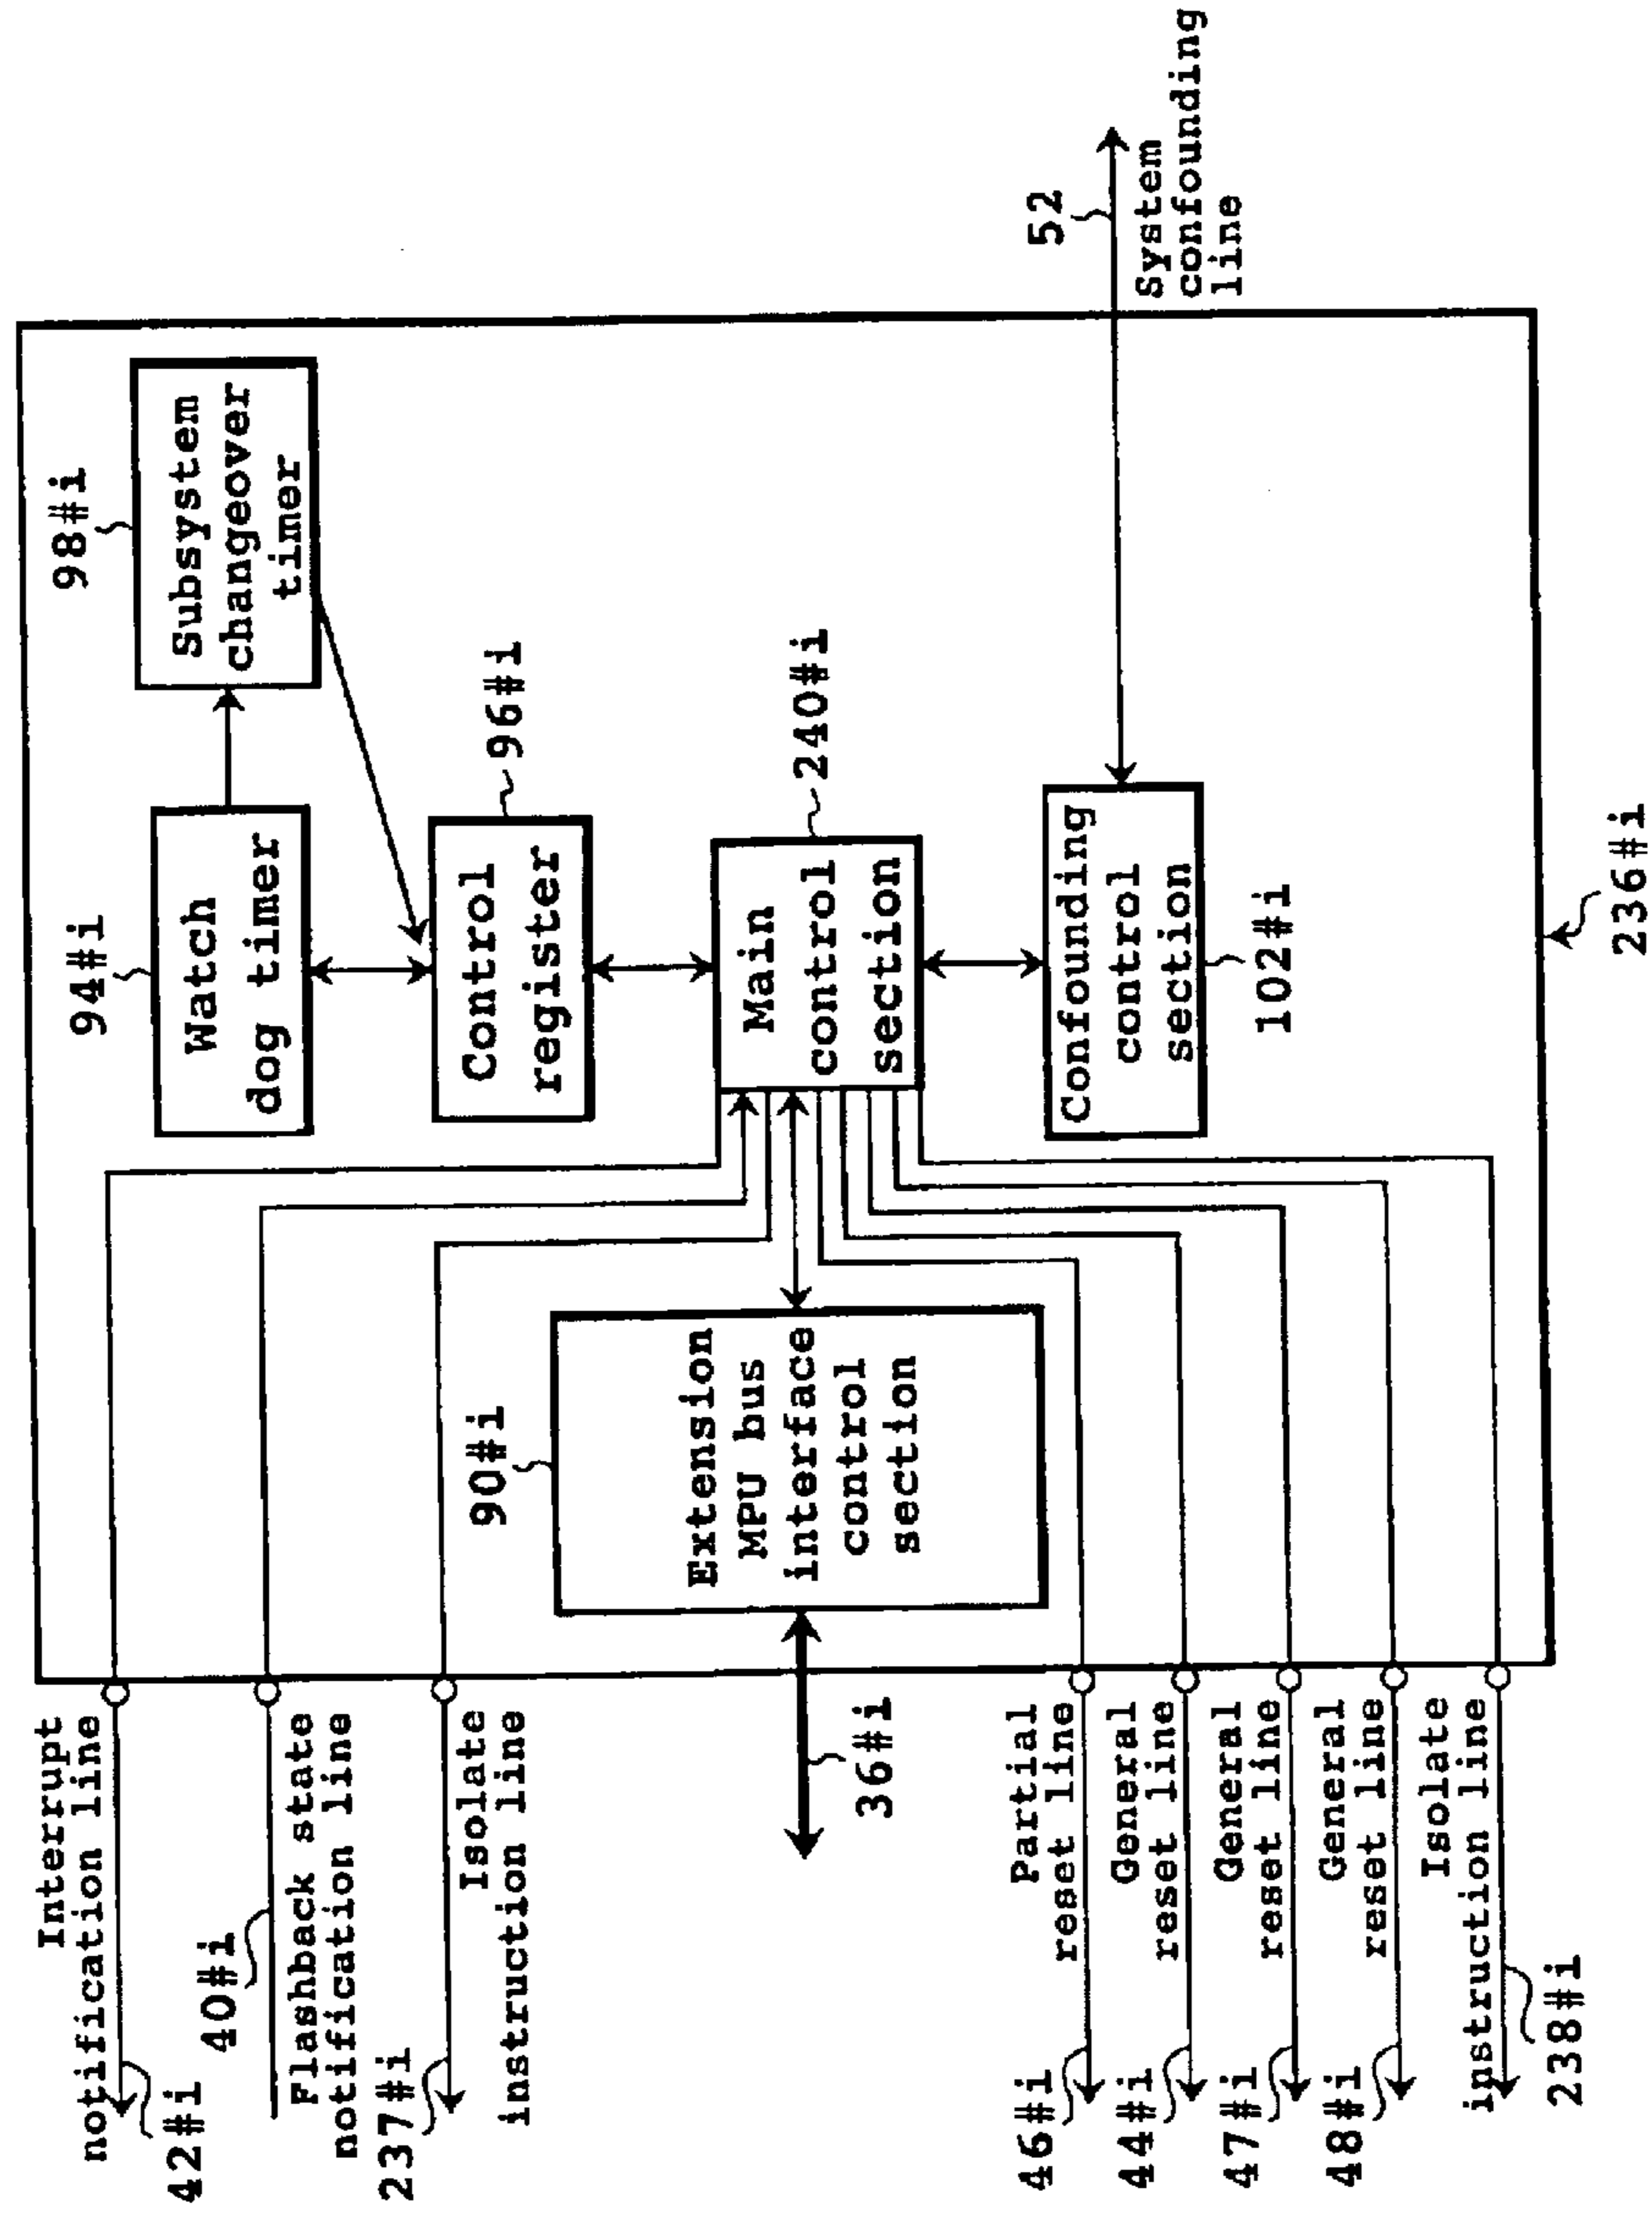 Interrupt
notification line
42#i
40#i
Flashback state
notification line
237#i
Isolate
instruction line
94#i
Watch
dog timer
98#i
Subsystem
changeover
timer
96#i
Control
register
90#i
Extension
MPU bus
interface
control
section
36#i
240#i
Main
control
section
52
System
confounding
line
Confounding
control
section
102#i
Partial
reset line
46#i
General
reset line
44#i
General
reset line
47#i
General
reset line
48#i
Isolate
instruction line
238#i
236#i